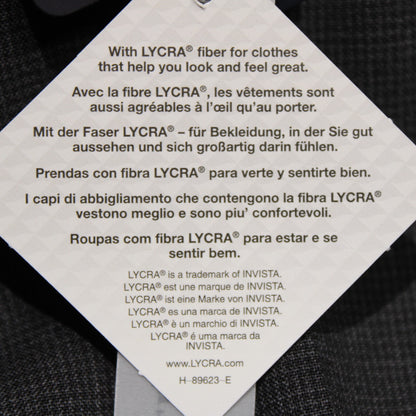 With LYCRA® fiber for clothes
that help you look and feel great.
Avec la fibre LYCRA®, les vêtements sont
aussi agréables à l'œil qu'au porter.
Mit der Faser LYCRA® – für Bekleidung, in der Sie gut
aussehen und sich großartig darin fühlen.
Prendas con fibra LYCRA® para verte y sentirte bien.
I capi di abbigliamento che contengono la fibra LYCRA®
vestono meglio e sono piu' confortevoli.
Roupas com fibra LYCRA® para estar e se
sentir bem.
LYCRA® is a trademark of INVISTA.
LYCRA® est une marque de INVISTA.
LYCRA® ist eine Marke von INVISTA.
LYCRA® es una marca de INVISTA.
LYCRA® è un marchio di INVISTA.
LYCRA® é uma marca da
INVISTA.
www.LYCRA.com
H-89623-E